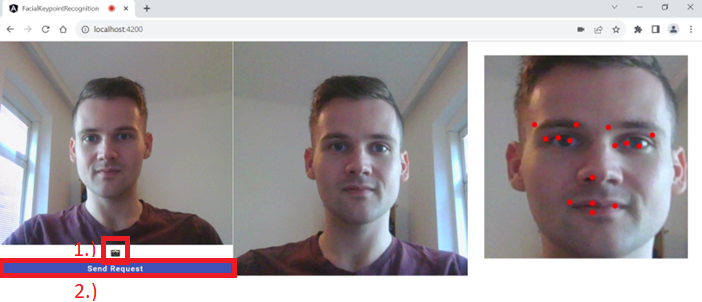 FacialKeypointRecognition
localhost:4200
1.)
Send Request
2.)